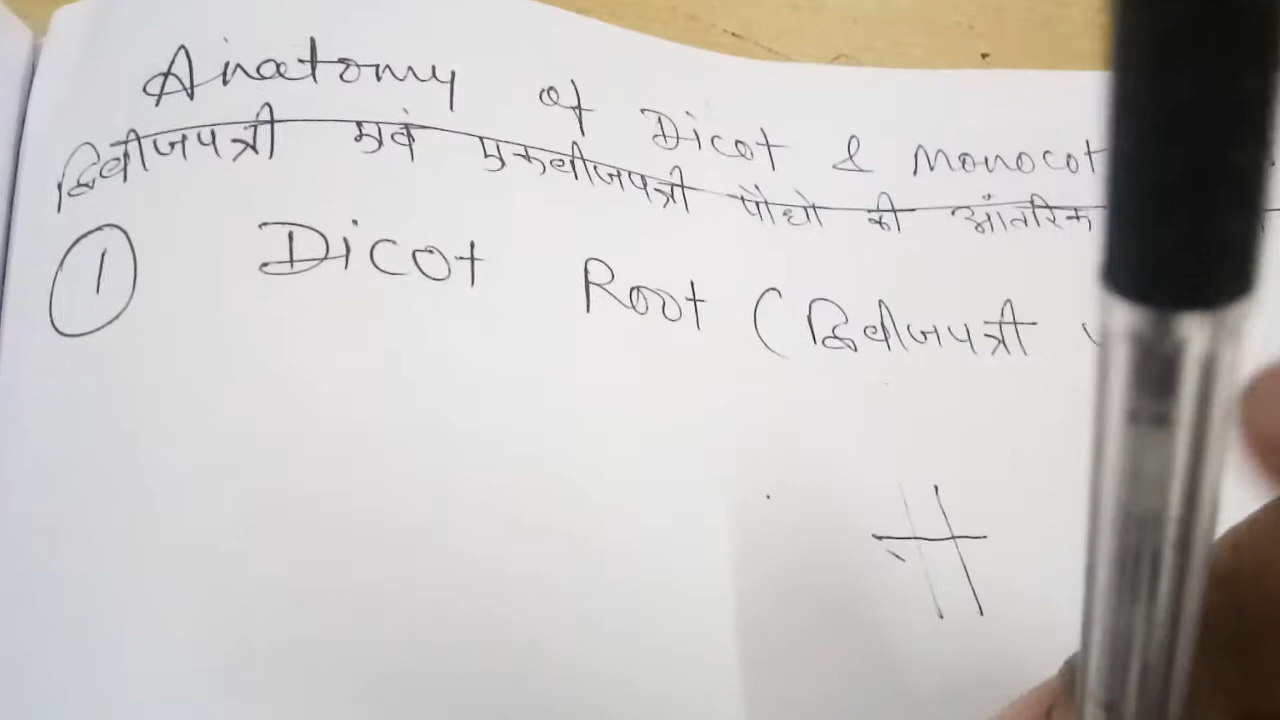 Anatomy of Dicot & Monocot
द्विबीजपत्री एवं एकबीजपत्री पौधो की आंतरिक
① Dicot Root (द्विबीजपत्री